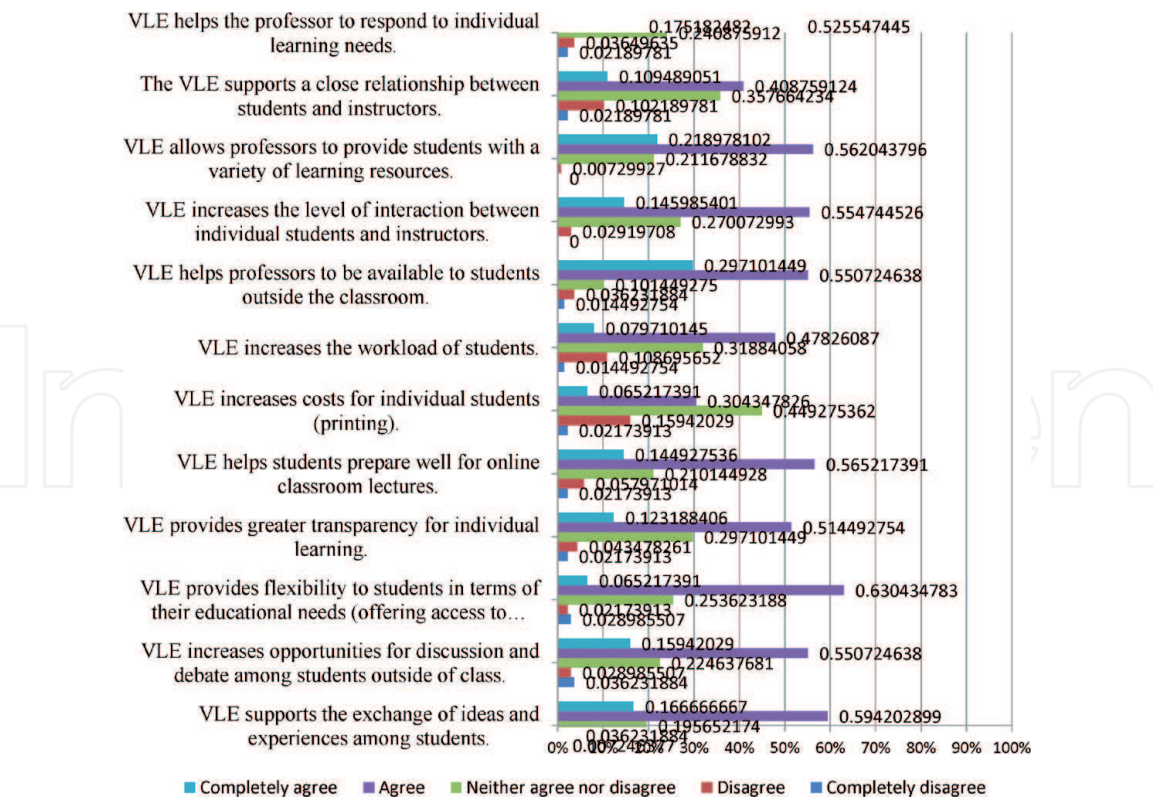 VLE helps the professor to respond to individual
learning needs.
0.175182482
0.525547445
0.240875912
0.03649635
0.02189781
The VLE supports a close relationship between
students and instructors.
0.109489051
0.408759124
0.357664234
0.102189781
0.02189781
VLE allows professors to provide students with a
variety of learning resources.
0.218978102
0.562043796
0.211678832
0.00729927
0
VLE increases the level of interaction between
individual students and instructors.
0.145985401
0.554744526
0.270072993
0.02919708
0
VLE helps professors to be available to students
outside the classroom.
0.297101449
0.550724638
0.101449275
0.036231884
0.014492754
VLE increases the workload of students.
0.079710145
0.47826087
0.31884058
0.108695652
0.014492754
VLE increases costs for individual students
(printing).
0.065217391
0.304347826
0.449275362
0.15942029
0.02173913
VLE helps students prepare well for online
classroom lectures.
0.144927536
0.565217391
0.210144928
0.057971014
0.02173913
VLE provides greater transparency for individual
learning.
0.123188406
0.514492754
0.297101449
0.043478261
0.02173913
VLE provides flexibility to students in terms of
their educational needs (offering access to…
0.065217391
0.630434783
0.253623188
0.02173913
0.028985507
VLE increases opportunities for discussion and
debate among students outside of class.
0.15942029
0.550724638
0.224637681
0.028985507
0.036231884
VLE supports the exchange of ideas and
experiences among students.
0.166666667
0.594202899
0.195652174
0.036231884
0.007246377
0% 10% 20% 30% 40% 50% 60% 70% 80% 90% 100%
Completely agree Agree Neither agree nor disagree Disagree Completely disagree